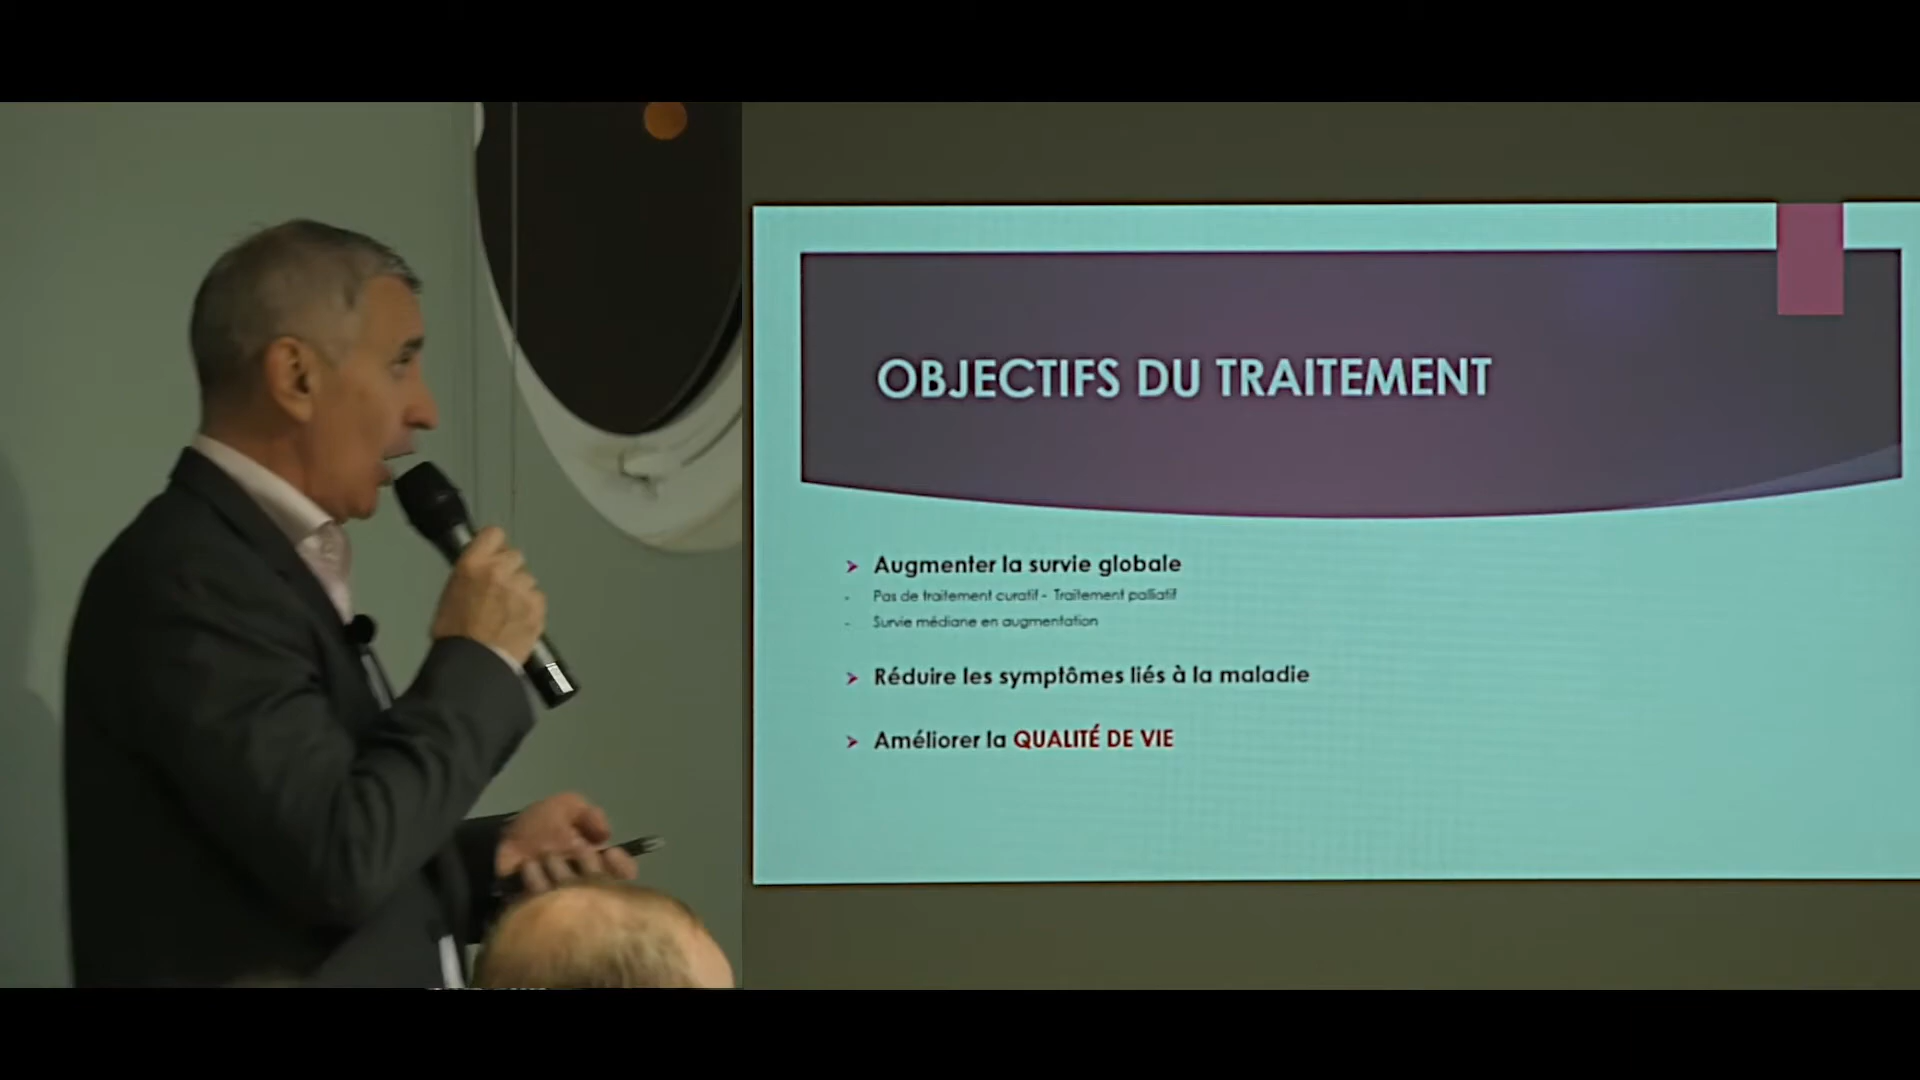 OBJECTIFS DU TRAITEMENT
➤ Augmenter la survie globale
- Pas de traitement curatif - Traitement palliatif
- Survie médiane en augmentation
➤ Réduire les symptômes liés à la maladie
➤ Améliorer la QUALITÉ DE VIE